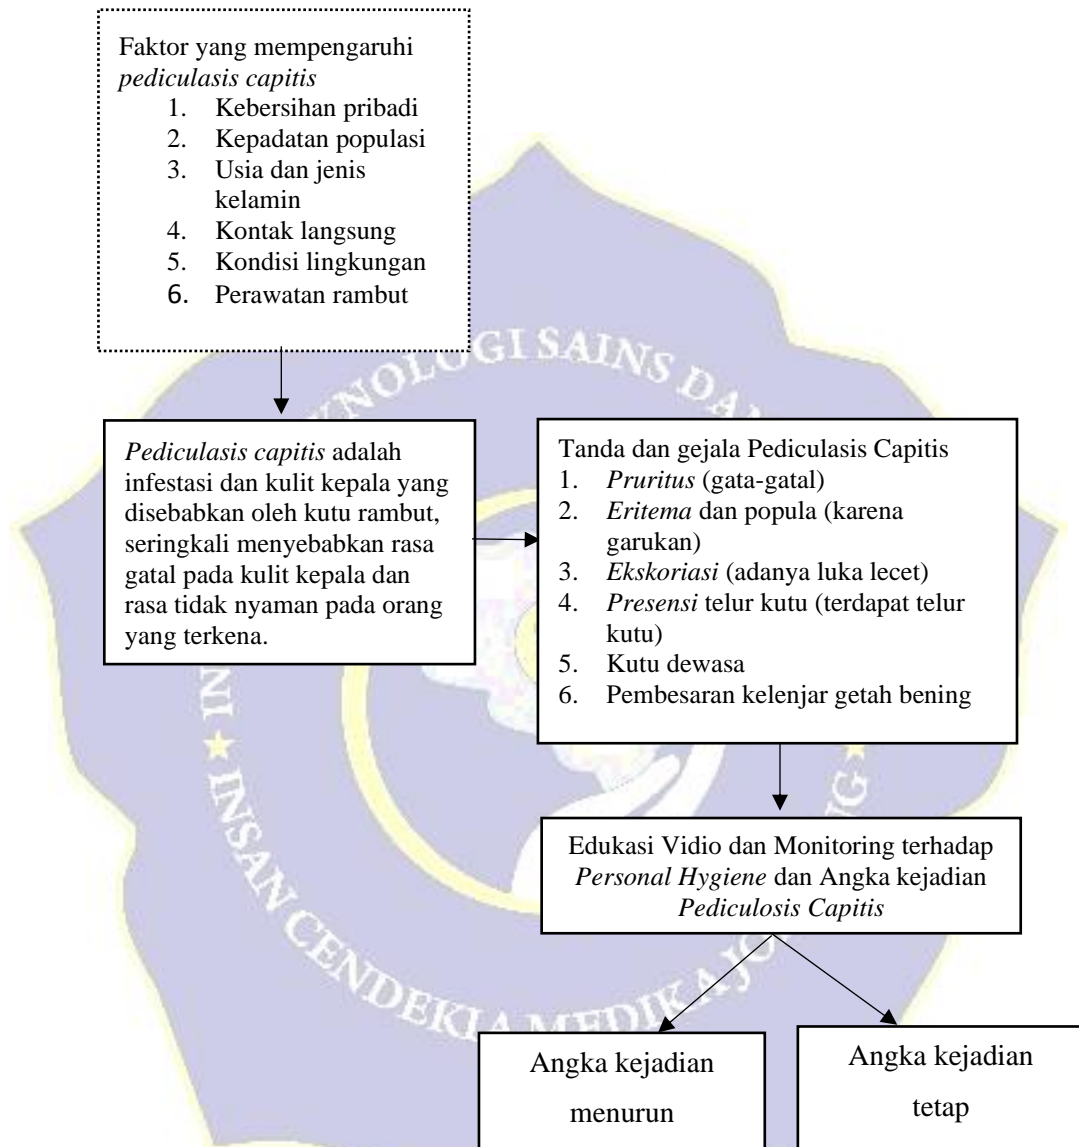 Faktor yang mempengaruhi
pediculasis capitis
1. Kebersihan pribadi
2. Kepadatan populasi
3. Usia dan jenis
kelamin
4. Kontak langsung
5. Kondisi lingkungan
6. Perawatan rambut
Pediculasis capitis adalah
infestasi dan kulit kepala yang
disebabkan oleh kutu rambut,
seringkali menyebabkan rasa
gatal pada kulit kepala dan
rasa tidak nyaman pada orang
yang terkena.
Tanda dan gejala Pediculasis Capitis
1. Pruritus (gata-gatal)
2. Eritema dan popula (karena
garukan)
3. Ekskoriasi (adanya luka lecet)
4. Presensi telur kutu (terdapat telur
kutu)
5. Kutu dewasa
6. Pembesaran kelenjar getah bening
Edukasi Vidio dan Monitoring terhadap
Personal Hygiene dan Angka kejadian
Pediculosis Capitis
Angka kejadian
menurun
Angka kejadian
tetap
SAINS
INSAN CENDEKIA MEDIKA